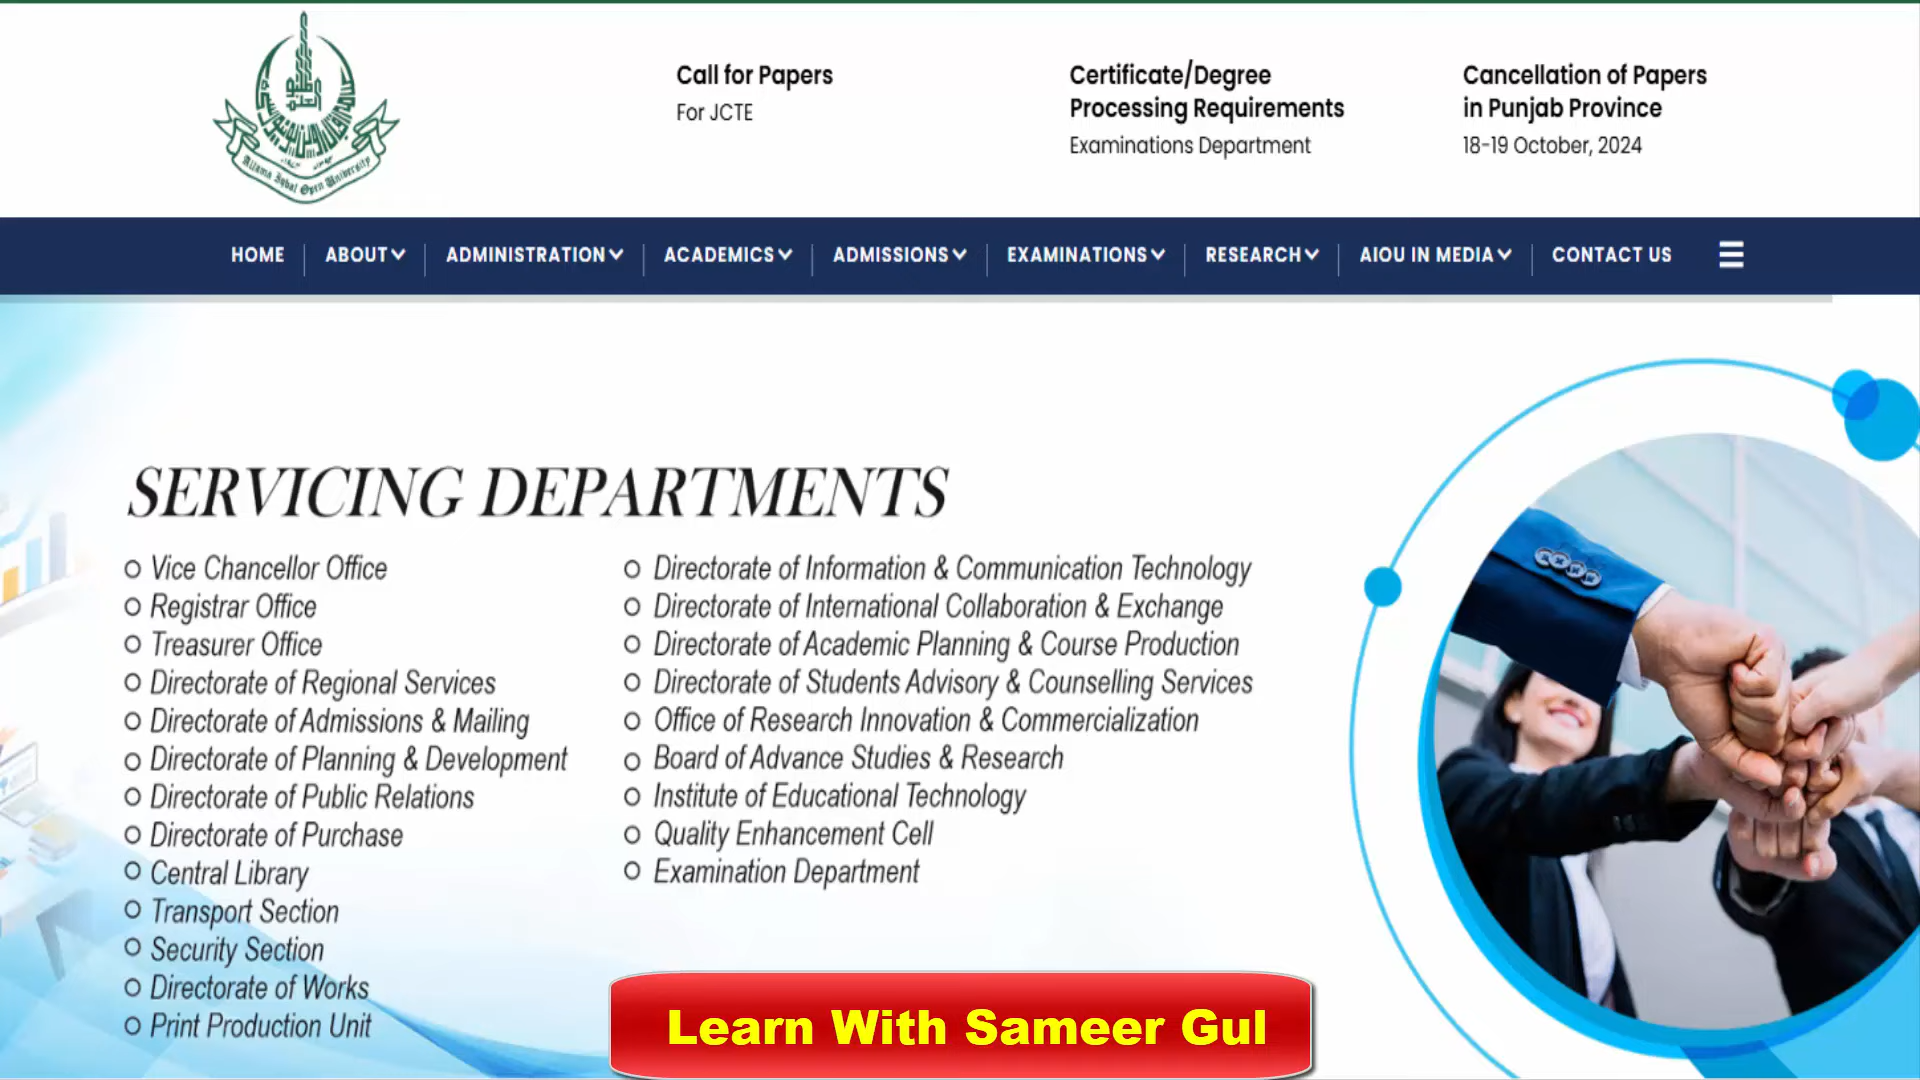 Allama Iqbal Open University
Call for Papers
For JCTE
Certificate/Degree
Processing Requirements
Examinations Department
Cancellation of Papers
in Punjab Province
18-19 October, 2024
HOME
ABOUT
ADMINISTRATION
ACADEMICS
ADMISSIONS
EXAMINATIONS
RESEARCH
AIOU IN MEDIA
CONTACT US
SERVICING DEPARTMENTS
Vice Chancellor Office
Registrar Office
Treasurer Office
Directorate of Regional Services
Directorate of Admissions & Mailing
Directorate of Planning & Development
Directorate of Public Relations
Directorate of Purchase
Central Library
Transport Section
Security Section
Directorate of Works
Print Production Unit
Directorate of Information & Communication Technology
Directorate of International Collaboration & Exchange
Directorate of Academic Planning & Course Production
Directorate of Students Advisory & Counselling Services
Office of Research Innovation & Commercialization
Board of Advance Studies & Research
Institute of Educational Technology
Quality Enhancement Cell
Examination Department
Learn With Sameer Gul